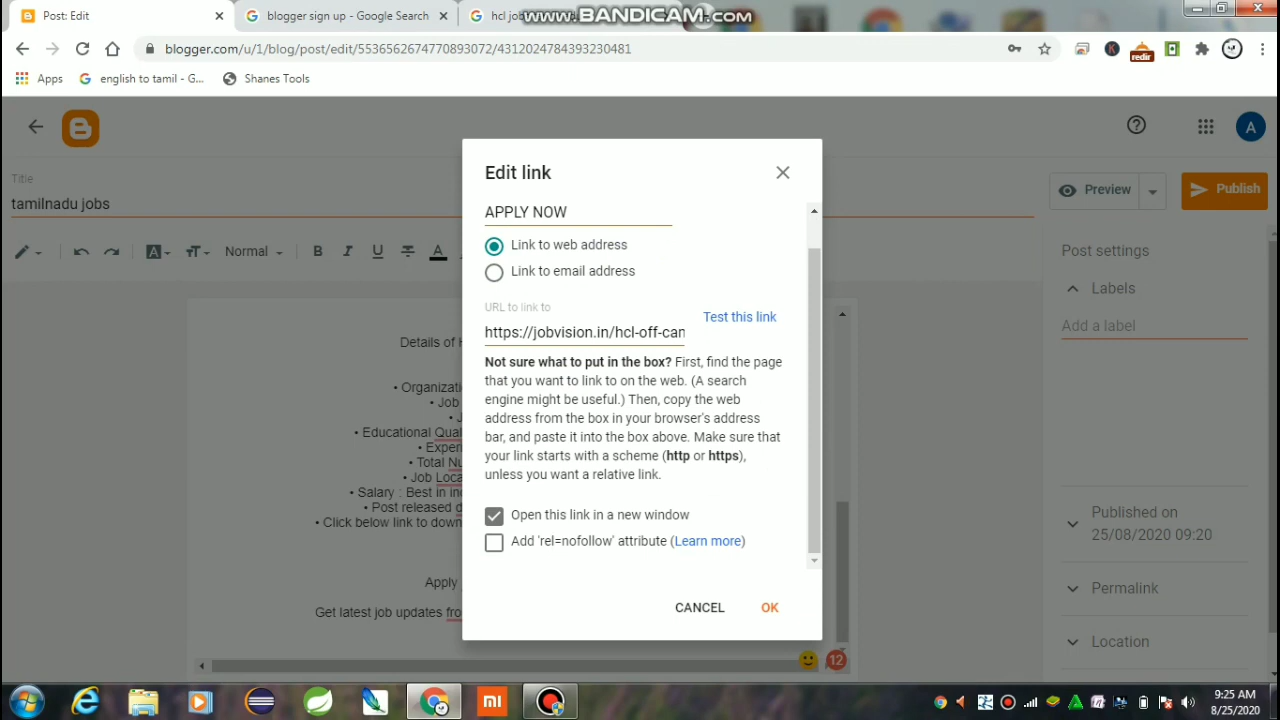 Post: Edit
blogger sign up - Google Search
hcl jo
www.BANDICAM.com
blogger.com/u/1/blog/post/edit/5536562674770893072/4312024784393230481
K
redir
Apps
english to tamil - G...
Shanes Tools
A
Title
tamilnadu jobs
Preview
Publish
Normal
B
I
U
A
Post settings
Labels
Add a label
Published on
25/08/2020 09:20
Permalink
Location
Details of H
• Organizatio
• Job
• Educational Qual
• Experi
• Total Nu
• Job Loca
• Salary : Best in in
• Post released d
• Click below link to down
Apply
Get latest job updates fro
Edit link
APPLY NOW
Link to web address
Link to email address
URL to link to
Test this link
https://jobvision.in/hcl-off-can
Not sure what to put in the box? First, find the page
that you want to link to on the web. (A search
engine might be useful.) Then, copy the web
address from the box in your browser's address
bar, and paste it into the box above. Make sure that
your link starts with a scheme (http or https),
unless you want a relative link.
Open this link in a new window
Add 'rel=nofollow' attribute (Learn more)
CANCEL
OK
12
mi
9:25 AM
8/25/2020